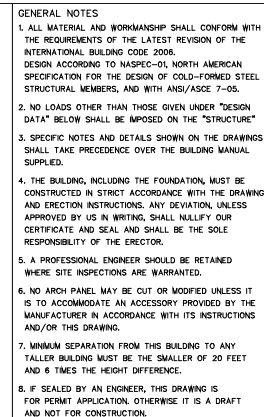 GENERAL NOTES
1. ALL MATERIAL AND WORKMANSHIP SHALL CONFORM WITH
THE REQUIREMENTS OF THE LATEST REVISION OF THE
INTERNATIONAL BUILDING CODE 2006.
DESIGN ACCORDING TO NASPEC-01, NORTH AMERICAN
SPECIFICATION FOR THE DESIGN OF COLD-FORMED STEEL
STRUCTURAL MEMBERS, AND WITH ANSI/ASCE 7-05.
2. NO LOADS OTHER THAN THOSE GIVEN UNDER "DESIGN
DATA" BELOW SHALL BE IMPOSED ON THE "STRUCTURE"
3. SPECIFIC NOTES AND DETAILS SHOWN ON THE DRAWINGS
SHALL TAKE PRECEDENCE OVER THE BUILDING MANUAL
SUPPLIED.
4. THE BUILDING, INCLUDING THE FOUNDATION, MUST BE
CONSTRUCTED IN STRICT ACCORDANCE WITH THE DRAWING
AND ERECTION INSTRUCTIONS. ANY DEVIATION, UNLESS
APPROVED BY US IN WRITING, SHALL NULLIFY OUR
CERTIFICATE AND SEAL AND SHALL BE THE SOLE
RESPONSIBILITY OF THE ERECTOR.
5. A PROFESSIONAL ENGINEER SHOULD BE RETAINED
WHERE SITE INSPECTIONS ARE WARRANTED.
6. NO ARCH PANEL MAY BE CUT OR MODIFIED UNLESS IT
IS TO ACCOMMODATE AN ACCESSORY PROVIDED BY THE
MANUFACTURER IN ACCORDANCE WITH ITS INSTRUCTIONS
AND/OR THIS DRAWING.
7. MINIMUM SEPARATION FROM THIS BUILDING TO ANY
TALLER BUILDING MUST BE THE SMALLER OF 20 FEET
AND 6 TIMES THE HEIGHT DIFFERENCE.
8. IF SEALED BY AN ENGINEER, THIS DRAWING IS
FOR PERMIT APPLICATION. OTHERWISE IT IS A DRAFT
AND NOT FOR CONSTRUCTION.